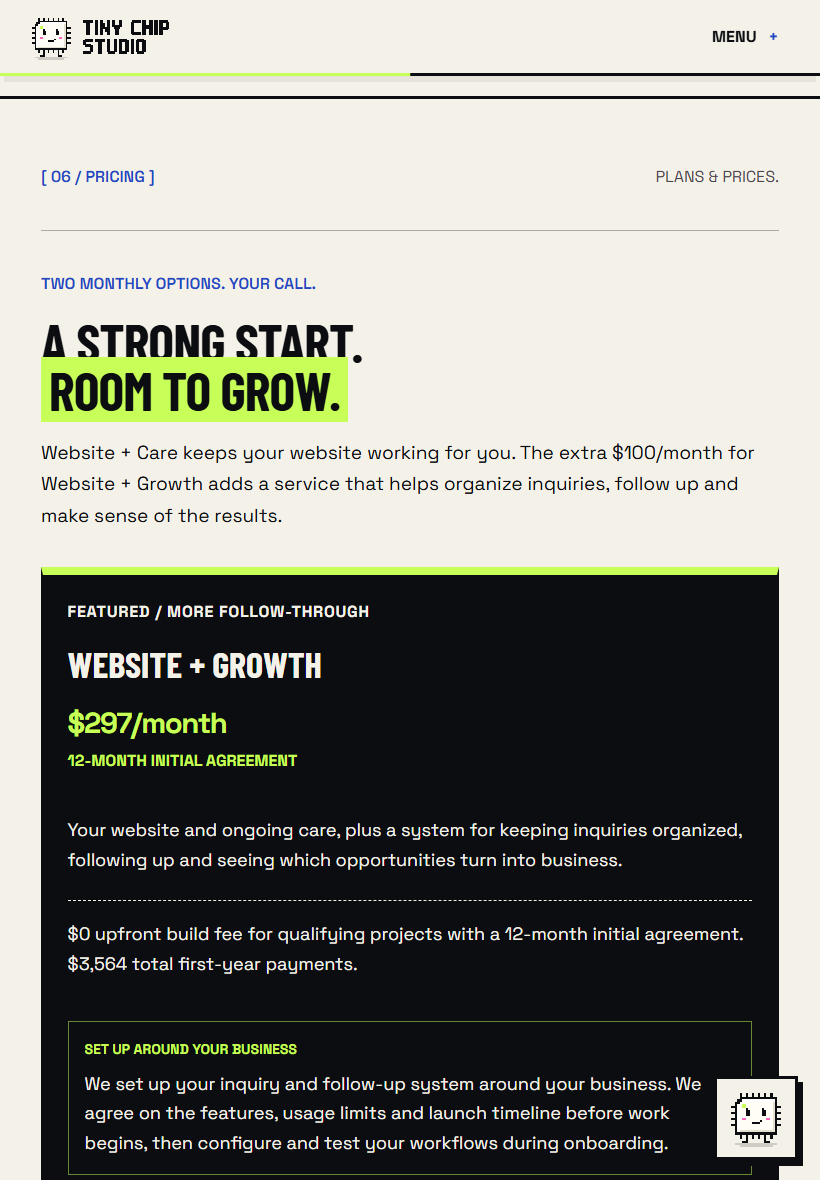 TINY CHIP
STUDIO
MENU +
[ 06 / PRICING ]
PLANS & PRICES.
TWO MONTHLY OPTIONS. YOUR CALL.
A STRONG START.
ROOM TO GROW.
Website + Care keeps your website working for you. The extra $100/month for
Website + Growth adds a service that helps organize inquiries, follow up and
make sense of the results.
FEATURED / MORE FOLLOW-THROUGH
WEBSITE + GROWTH
$297/month
12-MONTH INITIAL AGREEMENT
Your website and ongoing care, plus a system for keeping inquiries organized,
following up and seeing which opportunities turn into business.
$0 upfront build fee for qualifying projects with a 12-month initial agreement.
$3,564 total first-year payments.
SET UP AROUND YOUR BUSINESS
We set up your inquiry and follow-up system around your business. We
agree on the features, usage limits and launch timeline before work
begins, then configure and test your workflows during onboarding.